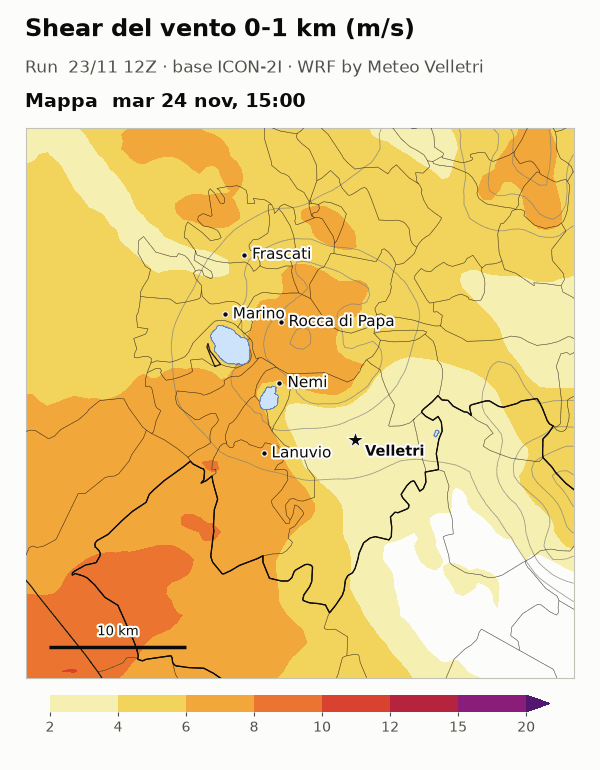 Shear del vento 0-1 km (m/s)
Run  23/11 12Z · base ICON-2I · WRF by Meteo Velletri
Mappa  mar 24 nov, 15:00
Frascati
Marino
Rocca di Papa
Nemi
Velletri
Lanuvio
10 km
2 4 6 8 10 12 15 20